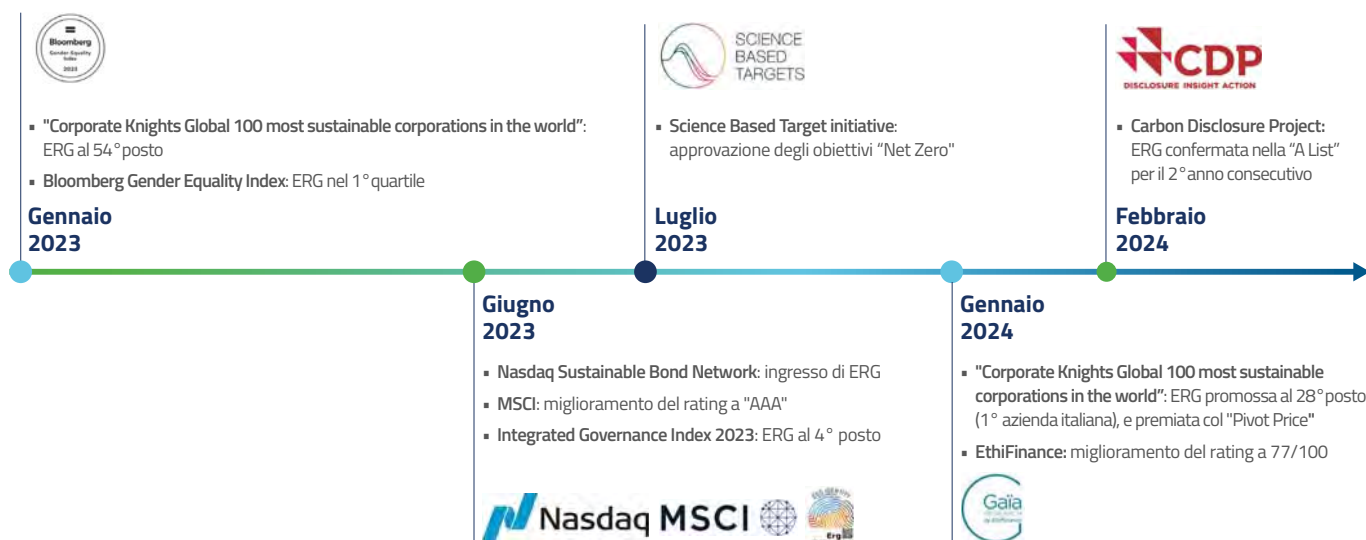 Bloomberg
Gender Equality
Index
2023
▪ "Corporate Knights Global 100 most sustainable corporations in the world”:
ERG al 54°posto
▪ Bloomberg Gender Equality Index: ERG nel 1°quartile
Gennaio
2023
SCIENCE
BASED
TARGETS
▪ Science Based Target initiative:
approvazione degli obiettivi “Net Zero"
Luglio
2023
CDP
DISCLOSURE INSIGHT ACTION
▪ Carbon Disclosure Project:
ERG confermata nella “A List”
per il 2°anno consecutivo
Febbraio
2024
Giugno
2023
▪ Nasdaq Sustainable Bond Network: ingresso di ERG
▪ MSCI: miglioramento del rating a "AAA"
▪ Integrated Governance Index 2023: ERG al 4° posto
Nasdaq MSCI
Erg
Gennaio
2024
▪ "Corporate Knights Global 100 most sustainable
corporations in the world”: ERG promossa al 28°posto
(1° azienda italiana), e premiata col "Pivot Price"
▪ EthiFinance: miglioramento del rating a 77/100
Gaïa